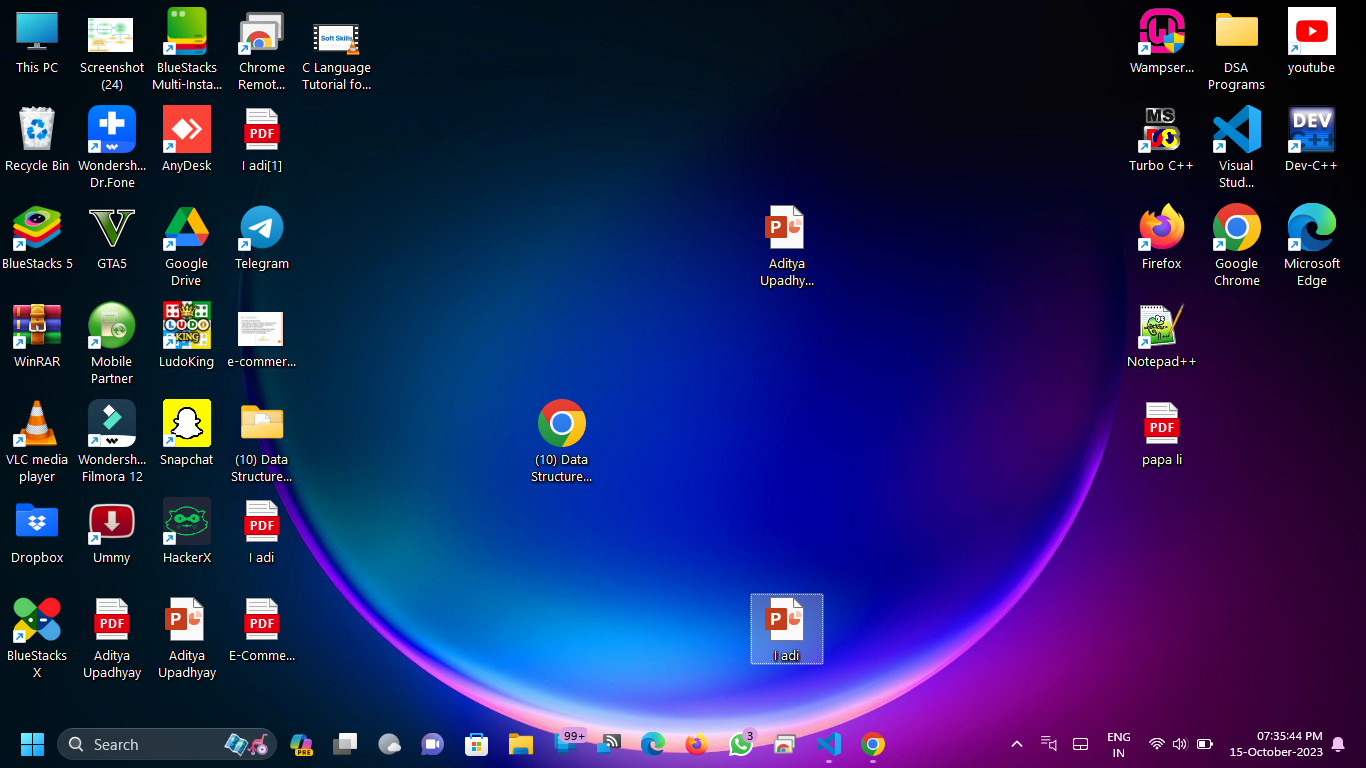 This PC
Screenshot
(24)
BlueStacks
Multi-Insta...
Chrome
Remot...
Soft Skills
C Language
Tutorial fo...
Wampser...
DSA
Programs
youtube
Recycle Bin
Wondersh...
Dr.Fone
AnyDesk
PDF
I adi[1]
MS
Turbo C++
Visual
Stud...
DEV
C++
Dev-C++
BlueStacks 5
V
GTA5
Google
Drive
Telegram
P
Aditya
Upadhy...
Firefox
Google
Chrome
Microsoft
Edge
WinRAR
Mobile
Partner
LUDO
KING
LudoKing
e-commer...
Notepad++
VLC media
player
Wondersh...
Filmora 12
Snapchat
(10) Data
Structure...
(10) Data
Structure...
PDF
papa li
Dropbox
Ummy
HackerX
PDF
I adi
BlueStacks
X
PDF
Aditya
Upadhyay
P
Aditya
Upadhyay
PDF
E-Comme...
P
I adi
Search
PRE
99+
3
ENG
IN
07:35:44 PM
15-October-2023